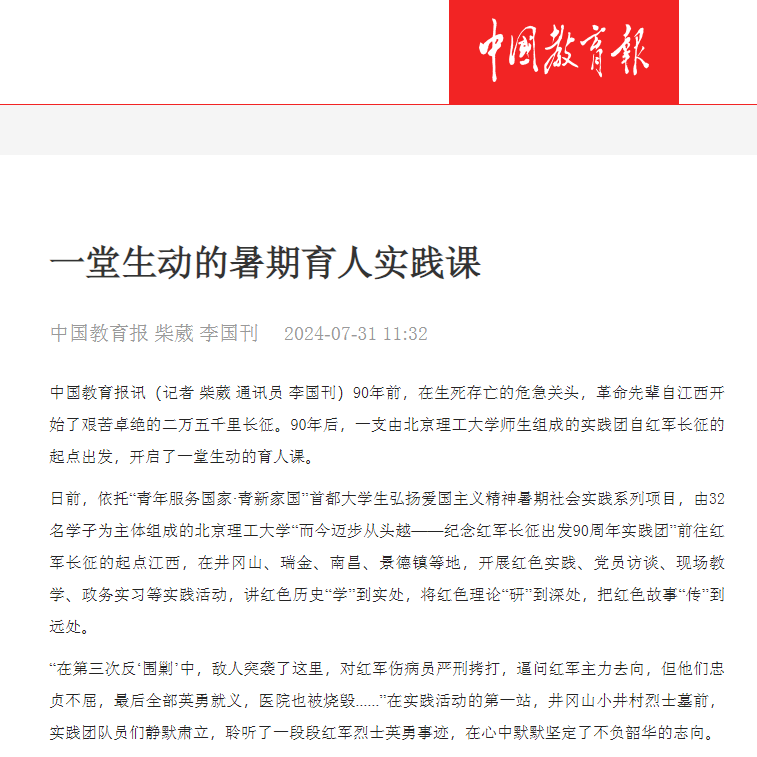 中国教育報
一堂生动的暑期育人实践课
中国教育报 柴葳 李国刊 2024-07-31 11:32
中国教育报讯（记者 柴葳 通讯员 李国刊）90年前，在生死存亡的危急关头，革命先辈自江西开
始了艰苦卓绝的二万五千里长征。90年后，一支由北京理工大学师生组成的实践团自红军长征的
起点出发，开启了一堂生动的育人课。
日前，依托“青年服务国家·青新家国”首都大学生弘扬爱国主义精神暑期社会实践系列项目，由32
名学子为主体组成的北京理工大学“而今迈步从头越——纪念红军长征出发90周年实践团”前往红
军长征的起点江西，在井冈山、瑞金、南昌、景德镇等地，开展红色实践、党员访谈、现场教
学、政务实习等实践活动，讲红色历史“学”到实处，将红色理论“研”到深处，把红色故事“传”到
远处。
“在第三次反‘围剿’中，敌人突袭了这里，对红军伤病员严刑拷打，逼问红军主力去向，但他们忠
贞不屈，最后全部英勇就义，医院也被烧毁......”在实践活动的第一站，井冈山小井村烈士墓前，
实践团队员们静默肃立，聆听了一段段红军烈士英勇事迹，在心中默默坚定了不负韶华的志向。